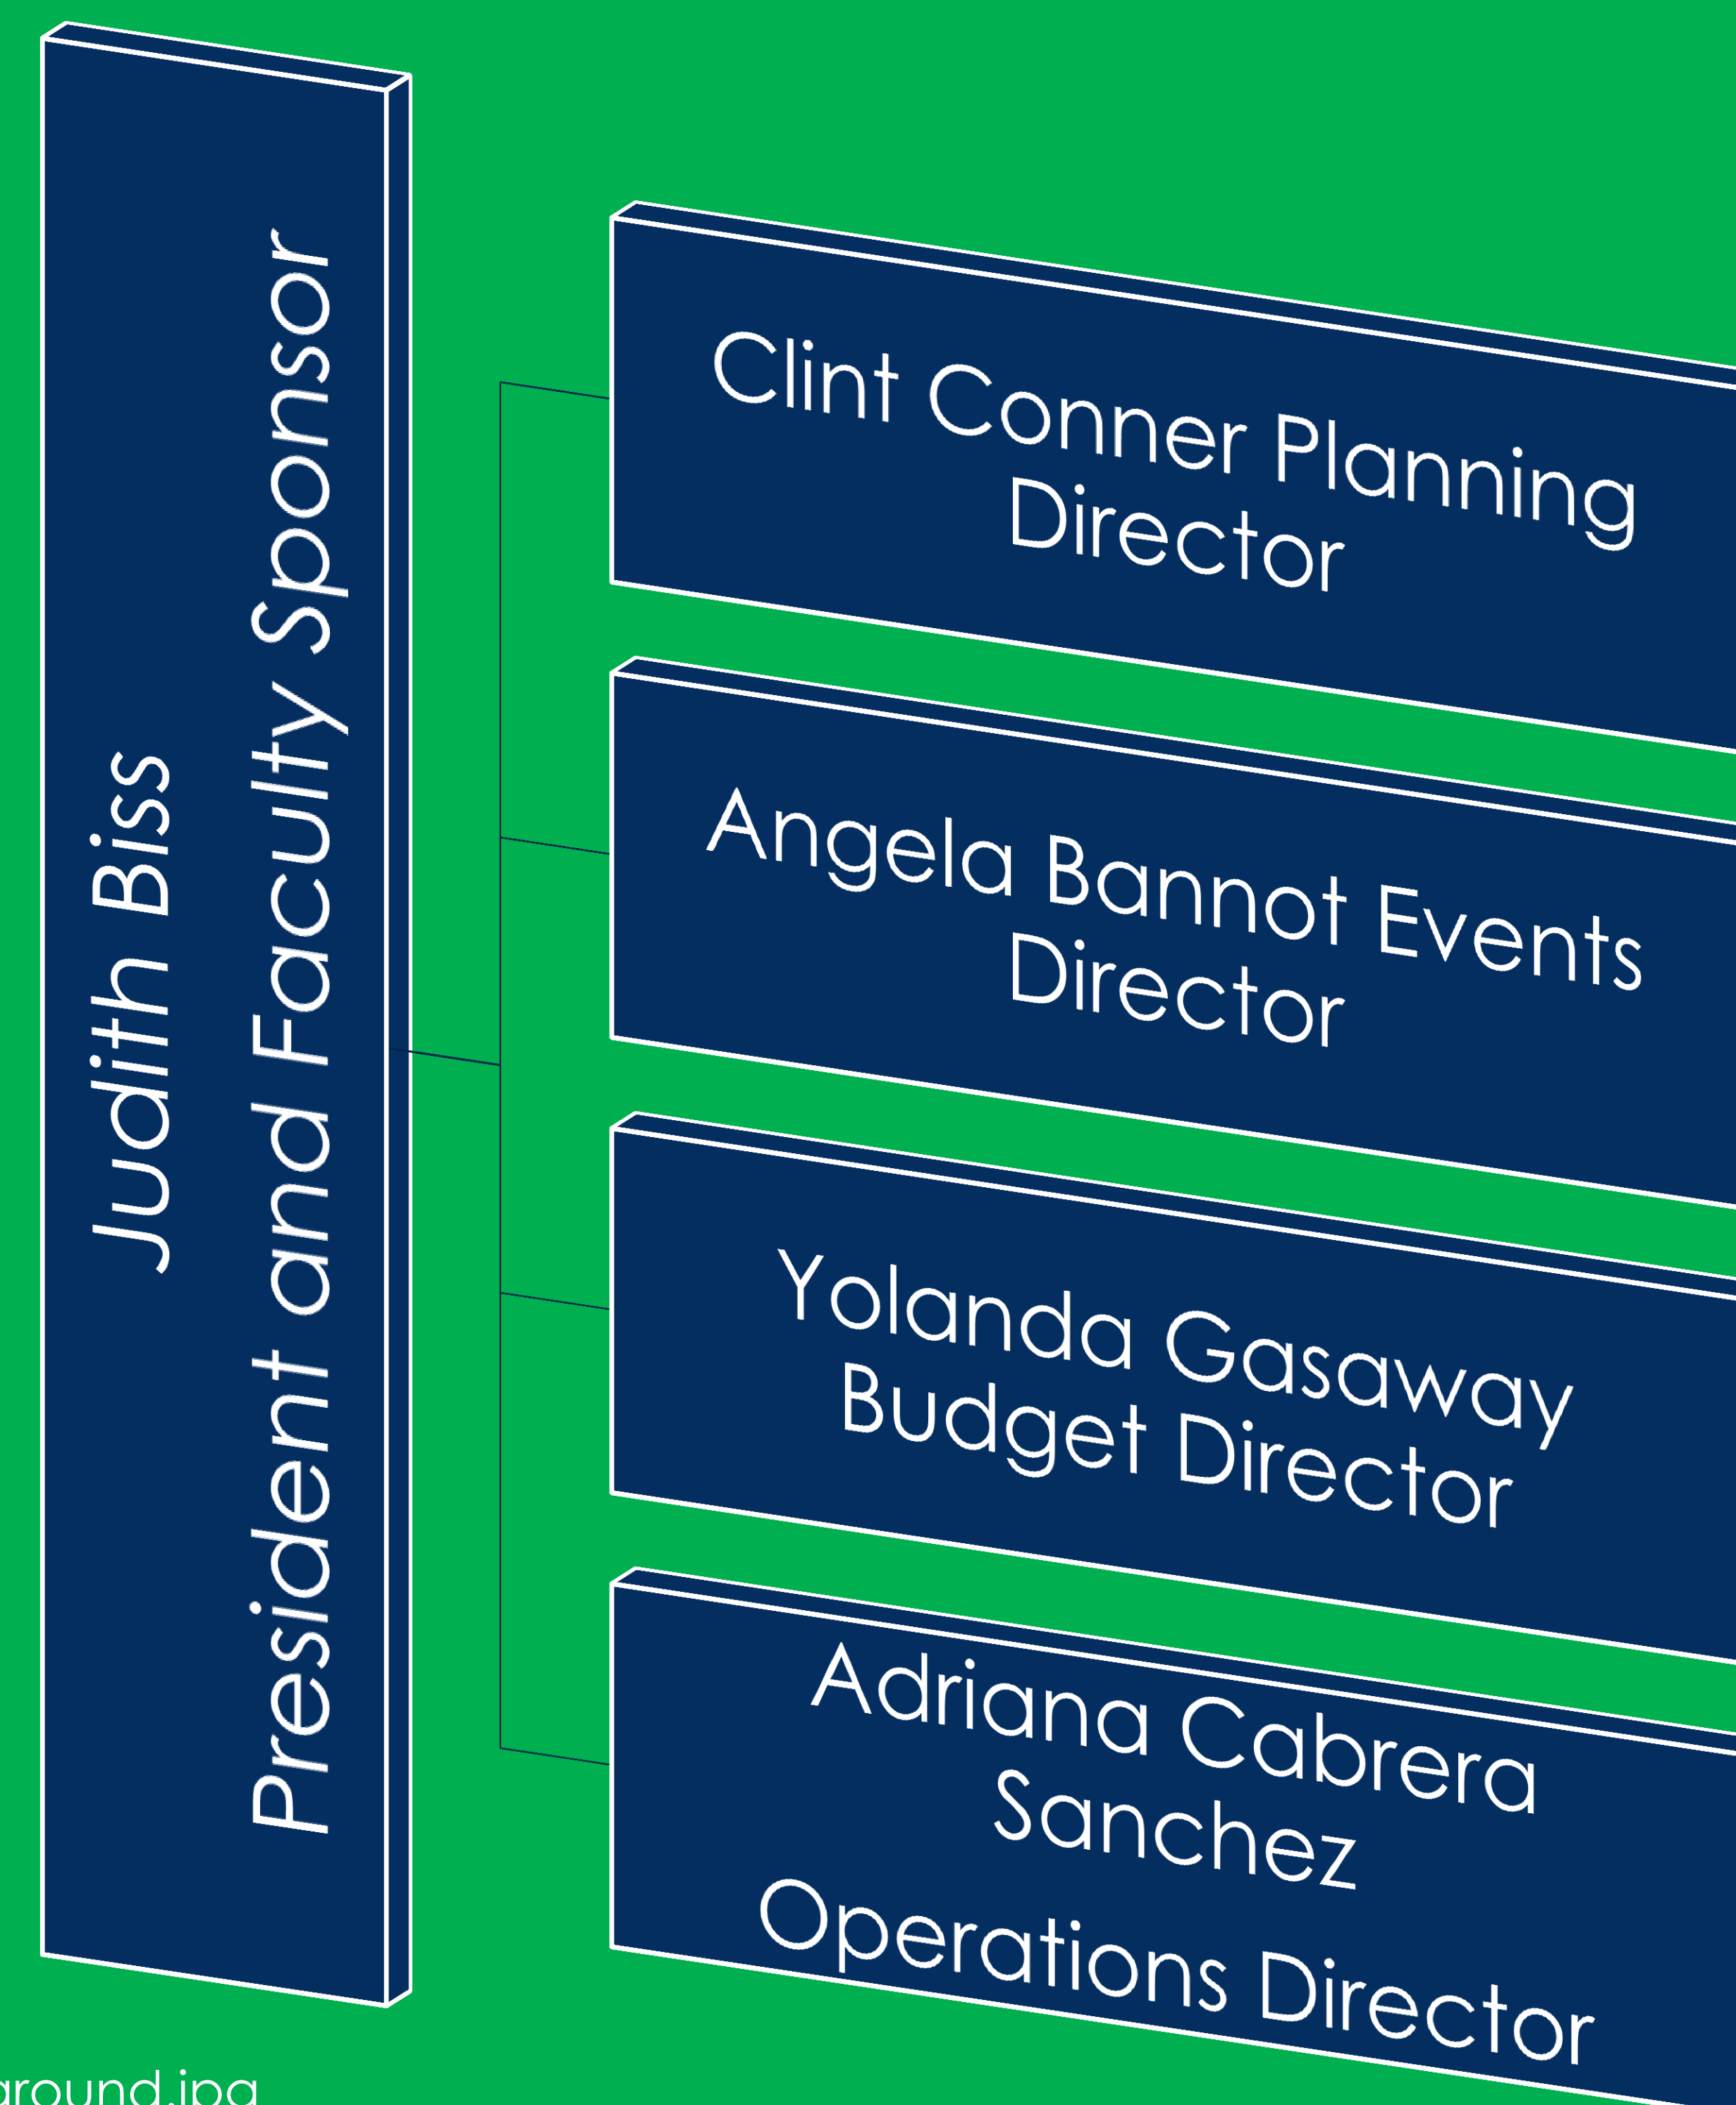 Judith Biss
President and Faculty Sponsor
Clint Conner Planning
Director
Angela Bannot Events
Director
Yolanda Gasaway
Budget Director
Adriana Cabrera
Sanchez
Operations Director